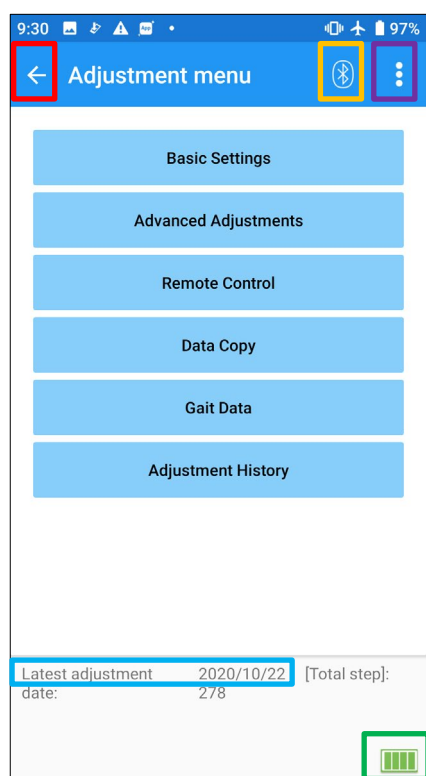 9:30 97%
Adjustment menu
Basic Settings
Advanced Adjustments
Remote Control
Data Copy
Gait Data
Adjustment History
Latest adjustment 2020/10/22 [Total step]:
date: 278